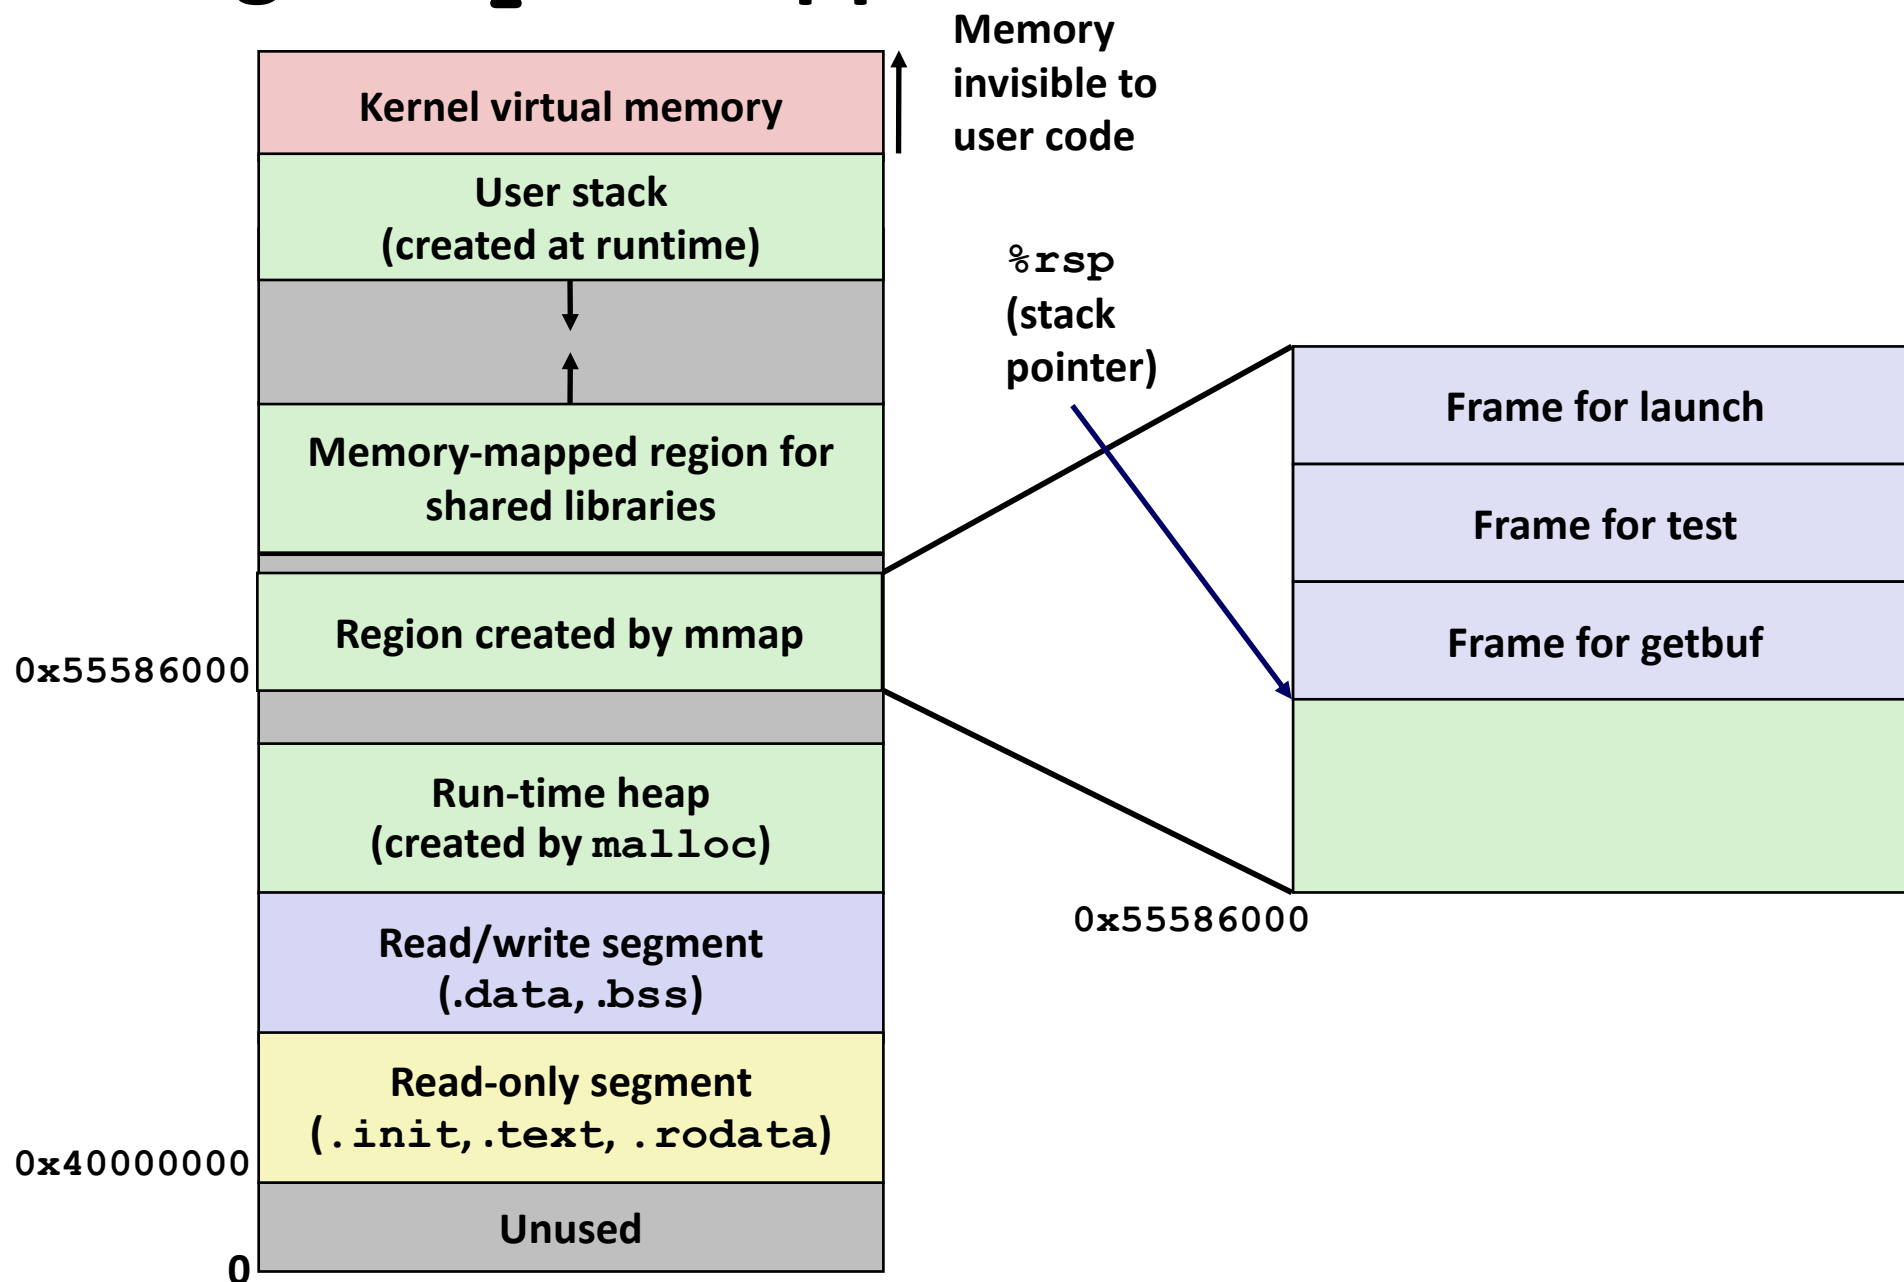 Memory
invisible to
user code
Kernel virtual memory
User stack
(created at runtime)
%rsp
(stack
pointer)
Frame for launch
Memory-mapped region for
shared libraries
Frame for test
Region created by mmap
Frame for getbuf
0x55586000
Run-time heap
(created by malloc)
0x55586000
Read/write segment
(.data, .bss)
Read-only segment
(.init, .text, .rodata)
0x40000000
Unused
0